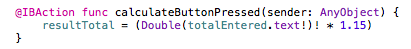 @IBAction func calculateButtonPressed(sender: AnyObject) {
resultTotal = (Double(totalEntered.text!)! * 1.15)
}